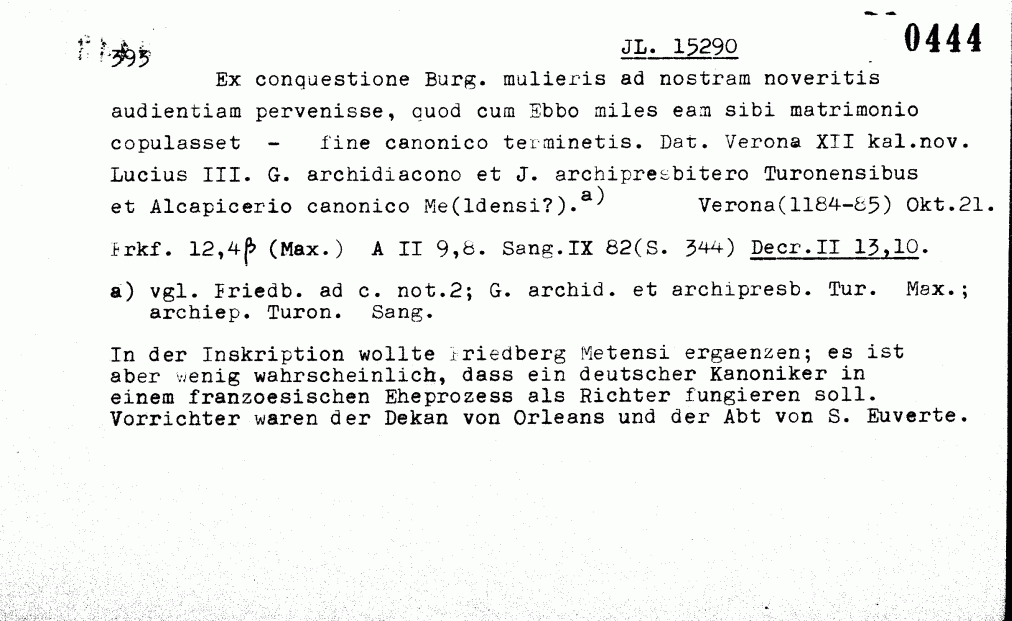 0444
393 JL. 15290
Ex conquestione Burg. mulieris ad nostram noveritis
audientiam pervenisse, quod cum Ebbo miles eam sibi matrimonio
copulasset - fine canonico terminetis. Dat. Verona XII kal.nov.
Lucius III. G. archidiacono et J. archipresbitero Turonensibus
et Alcapicerio canonico Me(ldensi?).a) Verona(1184-85) Okt.21.
Frkf. 12,4β (Max.) A II 9,8. Sang.IX 82(S. 344) Decr.II 13,10.
a) vgl. Friedb. ad c. not.2; G. archid. et archipresb. Tur. Max.;
archiep. Turon. Sang.
In der Inskription wollte Friedberg Metensi ergaenzen; es ist
aber wenig wahrscheinlich, dass ein deutscher Kanoniker in
einem franzoesischen Eheprozess als Richter fungieren soll.
Vorrichter waren der Dekan von Orleans und der Abt von S. Euverte.